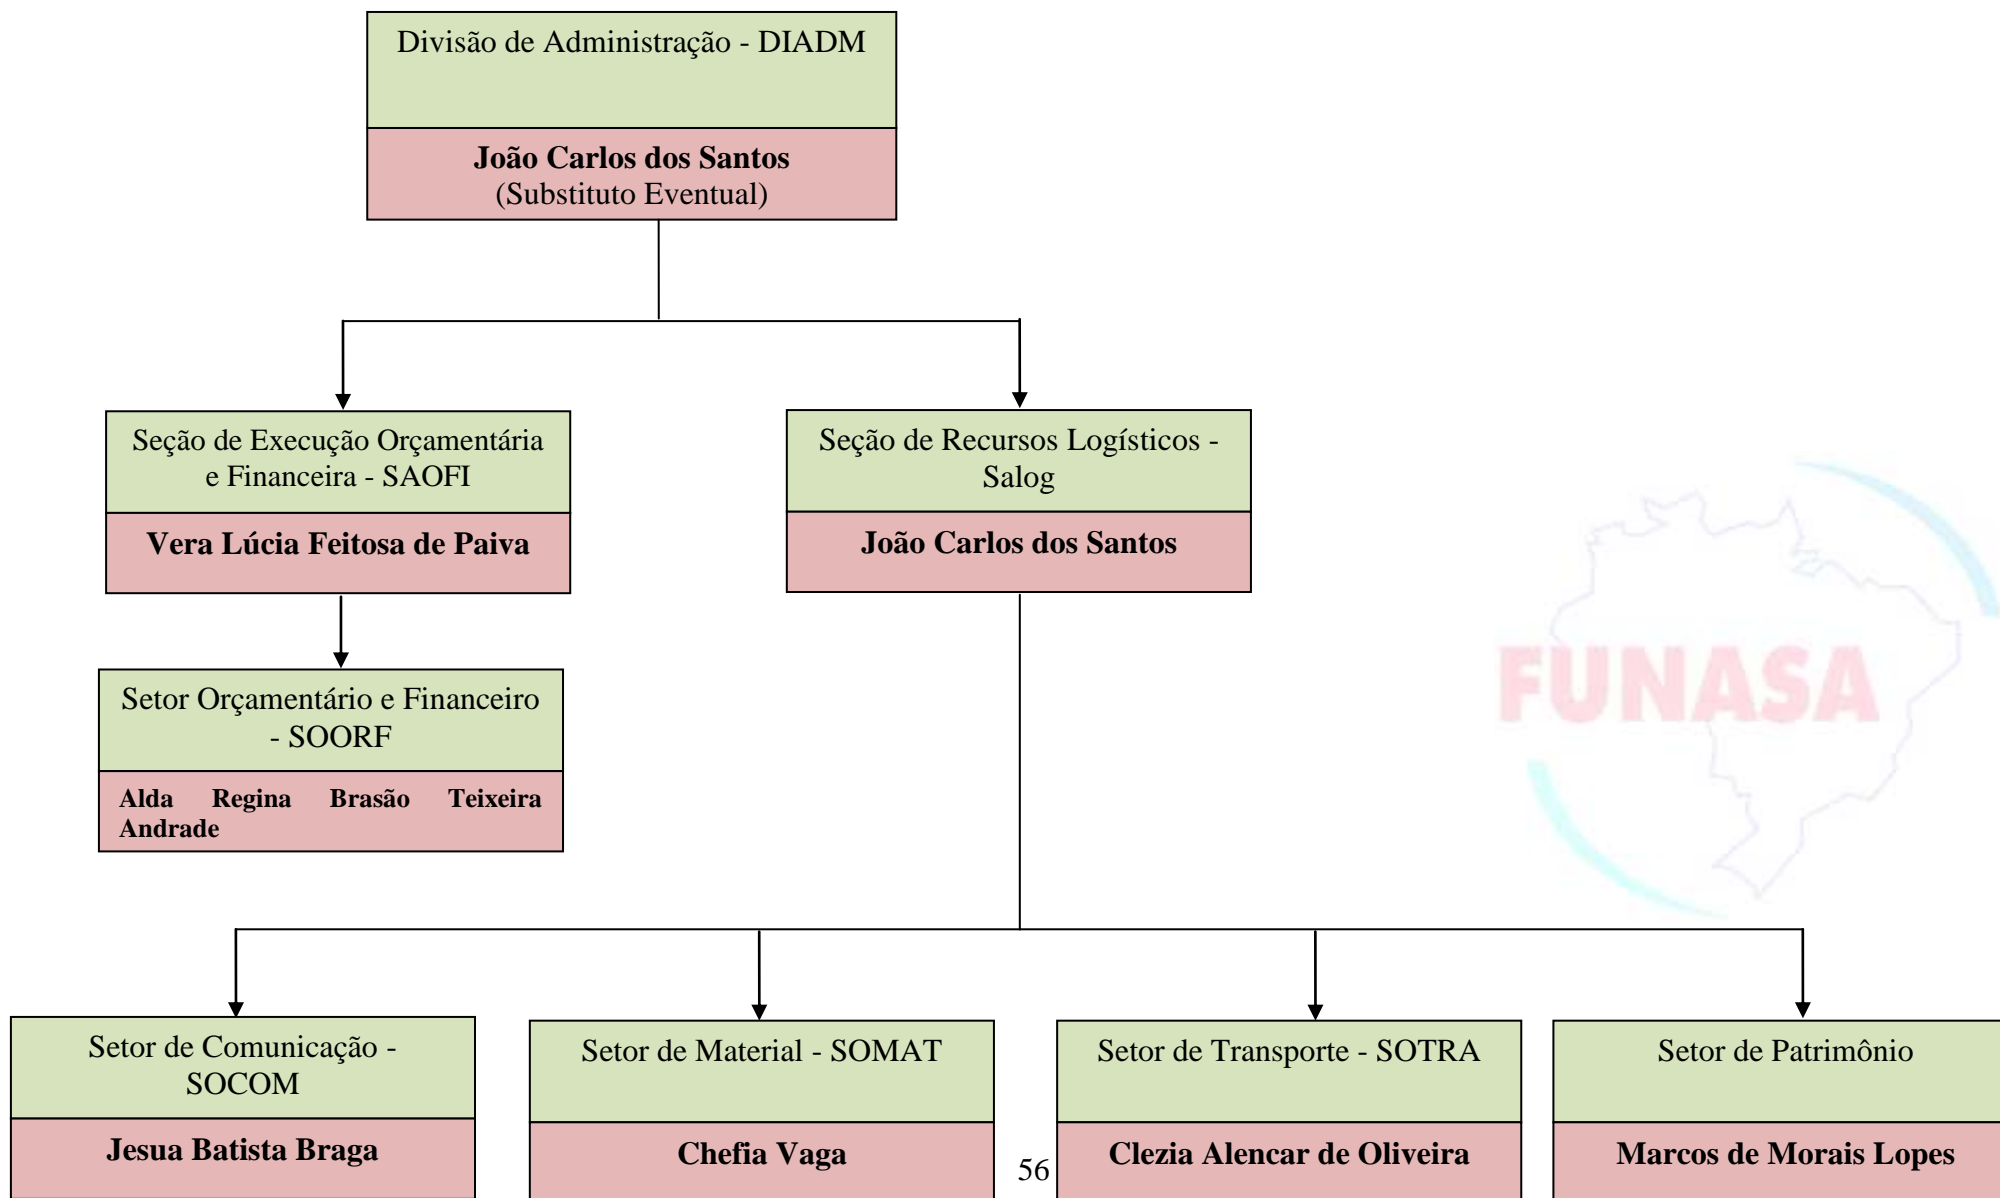 Divisão de Administração - DIADM
João Carlos dos Santos
(Substituto Eventual)
Seção de Execução Orçamentária
e Financeira - SAOFI
Vera Lúcia Feitosa de Paiva
Seção de Recursos Logísticos -
Salog
João Carlos dos Santos
Setor Orçamentário e Financeiro
- SOORF
Alda Regina Brasão Teixeira
Andrade
FUNASA
Setor de Comunicação -
SOCOM
Jesua Batista Braga
Setor de Material - SOMAT
Chefia Vaga
Setor de Transporte - SOTRA
Clezia Alencar de Oliveira
Setor de Patrimônio
Marcos de Morais Lopes
56